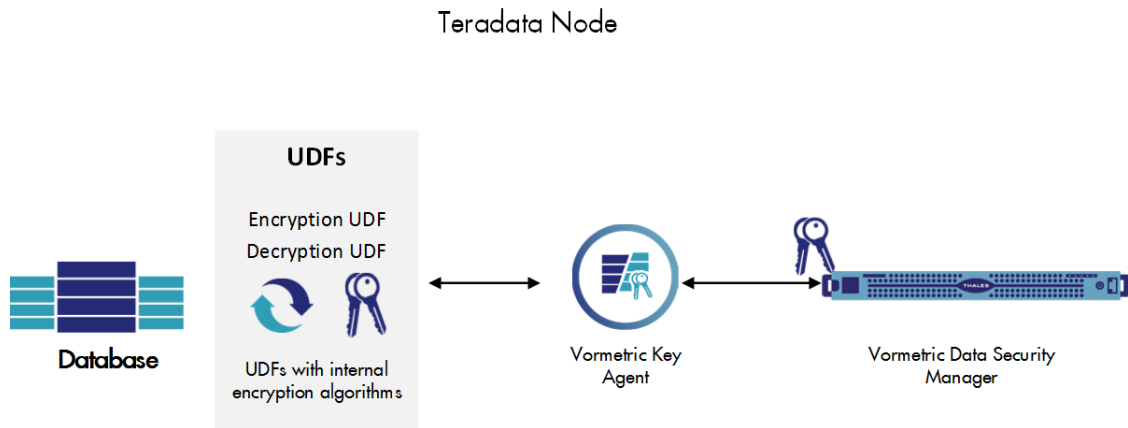 Teradata Node
UDFs
Encryption UDF
Decryption UDF
Database
UDFs with internal
encryption algorithms
Vormetric Key
Agent
THALES
Vormetric Data Security
Manager